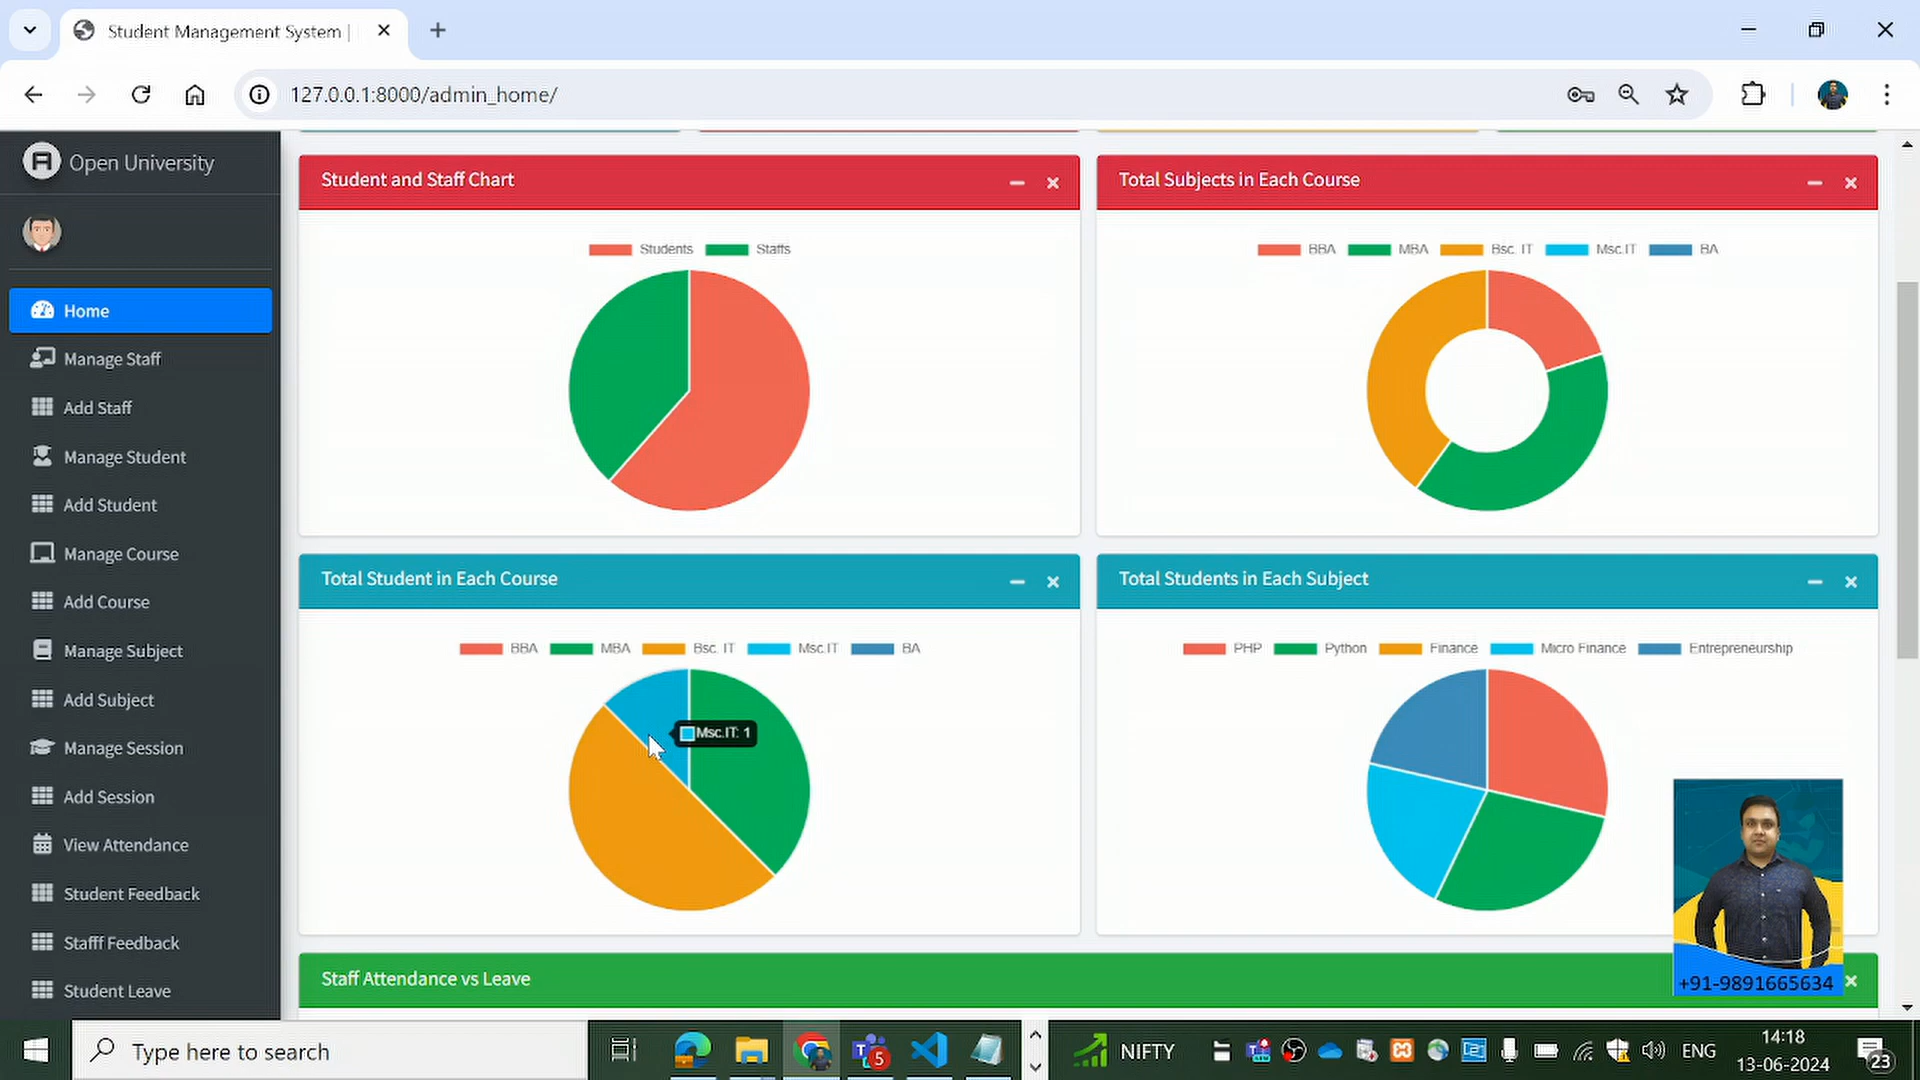 Student Management System |
127.0.0.1:8000/admin_home/
Open University
Home
Manage Staff
Add Staff
Manage Student
Add Student
Manage Course
Add Course
Manage Subject
Add Subject
Manage Session
Add Session
View Attendance
Student Feedback
Stafff Feedback
Student Leave
Student and Staff Chart
Students Staffs
Total Subjects in Each Course
BBA MBA Bsc. IT Msc.IT BA
Total Student in Each Course
BBA MBA Bsc. IT Msc.IT BA
Msc.IT: 1
Total Students in Each Subject
PHP Python Finance Micro Finance Entrepreneurship
Staff Attendance vs Leave
+91-9891665634
Type here to search
5
NIFTY
ENG
14:18
13-06-2024
23